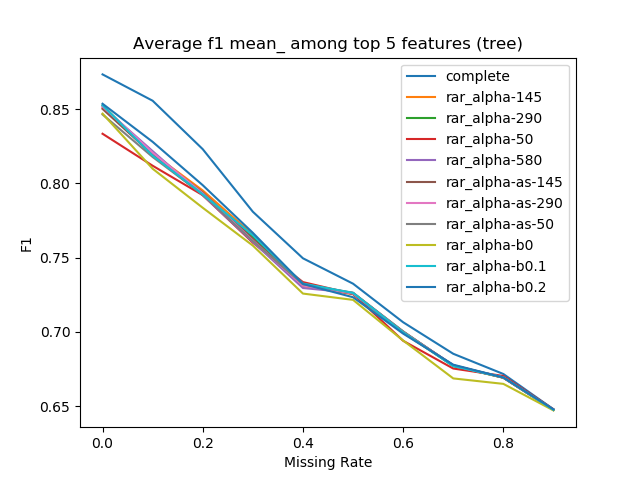 Average f1 mean_ among top 5 features (tree)
complete
rar_alpha-145
rar_alpha-290
rar_alpha-50
rar_alpha-580
rar_alpha-as-145
rar_alpha-as-290
rar_alpha-as-50
rar_alpha-b0
rar_alpha-b0.1
rar_alpha-b0.2
F1
0.85
0.80
0.75
0.70
0.65
0.0 0.2 0.4 0.6 0.8
Missing Rate